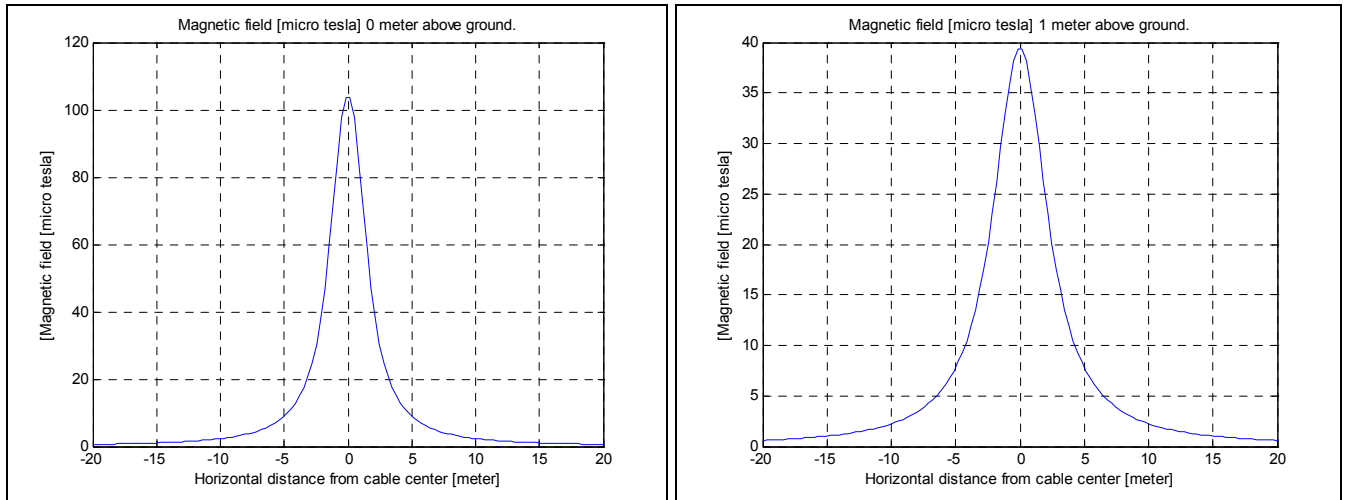 Magnetic field [micro tesla] 0 meter above ground.
120
100
80
60
40
20
0
[Magnetic field [micro tesla]
-20 -15 -10 -5 0 5 10 15 20
Horizontal distance from cable center [meter]
Magnetic field [micro tesla] 1 meter above ground.
40
35
30
25
20
15
10
5
0
[Magnetic field [micro tesla]
-20 -15 -10 -5 0 5 10 15 20
Horizontal distance from cable center [meter]